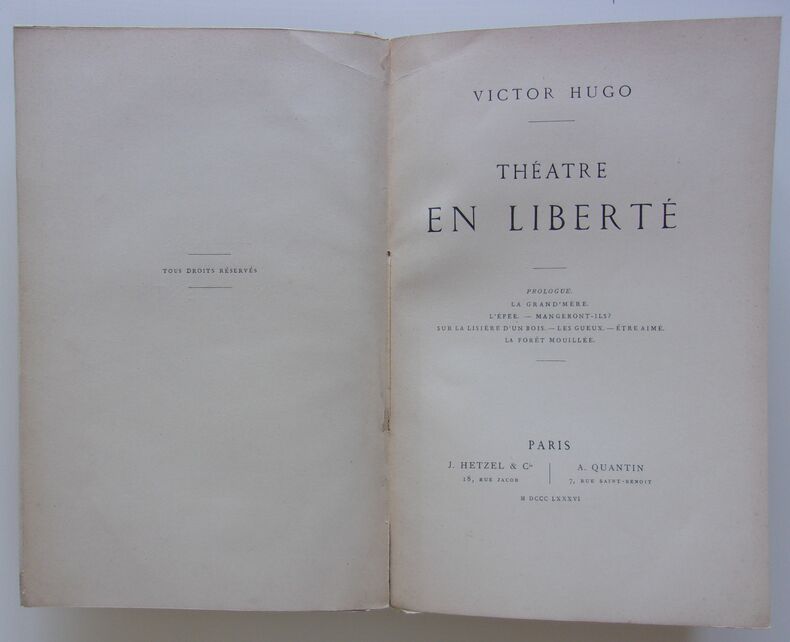 TOUS DROITS RÉSERVÉS
VICTOR HUGO
THÉATRE
EN LIBERTÉ
PROLOGUE.
LA GRAND'MÈRE.
L'ÉPÉE. — MANGERONT-ILS?
SUR LA LISIÈRE D'UN BOIS. — LES GUEUX. — ÊTRE AIMÉ.
LA FORÊT MOUILLÉE.
PARIS
J. HETZEL & Cie
18, RUE JACOB
A. QUANTIN
7, RUE SAINT-BENOIT
M DCCC LXXXVI